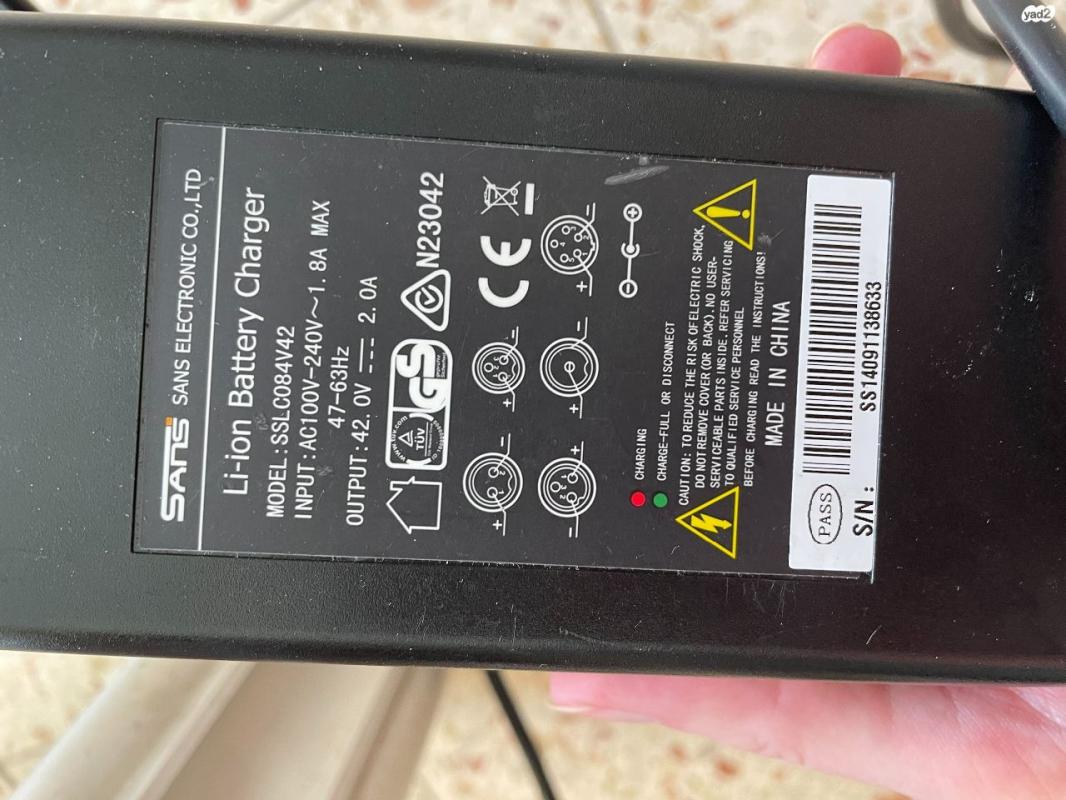 yad2
SANS SANS ELECTRONIC CO.,LTD
Li-ion Battery Charger
MODEL:SSLC084V42
INPUT:AC100V-240V～1.8A MAX
47-63Hz
OUTPUT:42.0V⎓2.0A
TÜV
GS
N23042
CE
CHARGING
CHARGE-FULL OR DISCONNECT
CAUTION: TO REDUCE THE RISK OF ELECTRIC SHOCK,
DO NOT REMOVE COVER(OR BACK).NO USER-
SERVICEABLE PARTS INSIDE.REFER SERVICING
TO QUALIFIED SERVICE PERSONNEL
BEFORE CHARGING READ THE INSTRUCTIONS!
MADE IN CHINA
PASS
S/N:
SS14091138633